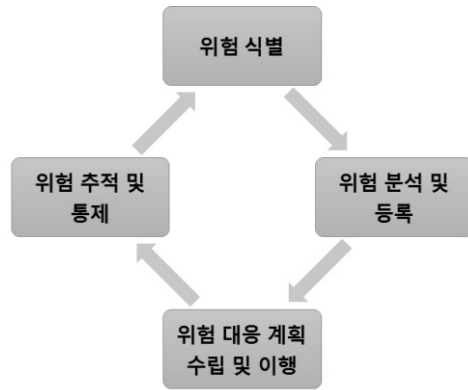 위험 식별
위험 추적 및
통제
위험 분석 및
등록
위험 대응 계획
수립 및 이행